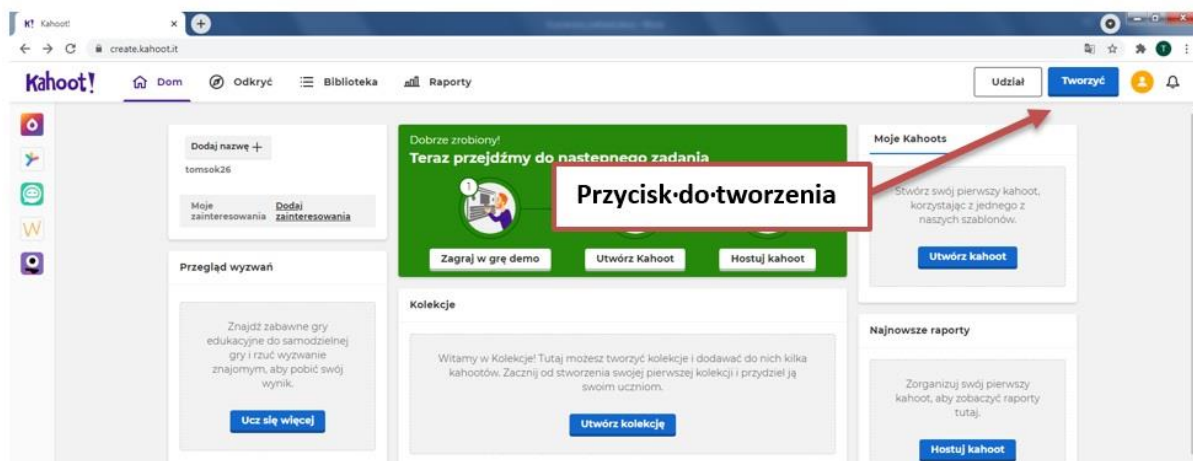 K! Kahoot!
create.kahoot.it
Kahoot!
Dom
Odkryć
Biblioteka
Raporty
Udział
Tworzyć
T
Dodaj nazwę +
tomsok26
Moje zainteresowania
Dodaj zainteresowania
Przegląd wyzwań
Znajdź zabawne gry
edukacyjne do samodzielnej
gry i rzuć wyzwanie
znajomym, aby pobić swój
wynik.
Ucz się więcej
Dobrze zrobiony!
Teraz przejdźmy do następnego zadania
1
Przycisk·do·tworzenia
Zagraj w grę demo
Utwórz Kahoot
Hostuj kahoot
Kolekcje
Witamy w Kolekcje! Tutaj możesz tworzyć kolekcje i dodawać do nich kilka
kahootów. Zacznij od stworzenia swojej pierwszej kolekcji i przydziel ją
swoim uczniom.
Utwórz kolekcję
Moje Kahoots
Stwórz swój pierwszy kahoot,
korzystając z jednego z
naszych szablonów.
Utwórz kahoot
Najnowsze raporty
Zorganizuj swój pierwszy
kahoot, aby zobaczyć raporty
tutaj.
Hostuj kahoot